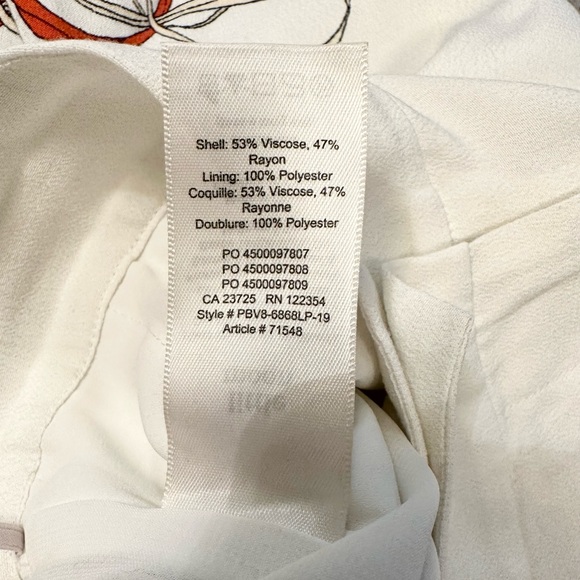 Shell: 53% Viscose, 47%
Rayon
Lining: 100% Polyester
Coquille: 53% Viscose, 47%
Rayonne
Doublure: 100% Polyester
PO 4500097807
PO 4500097808
PO 4500097809
CA 23725 RN 122354
Style # PBV8-6868LP-19
Article # 71548